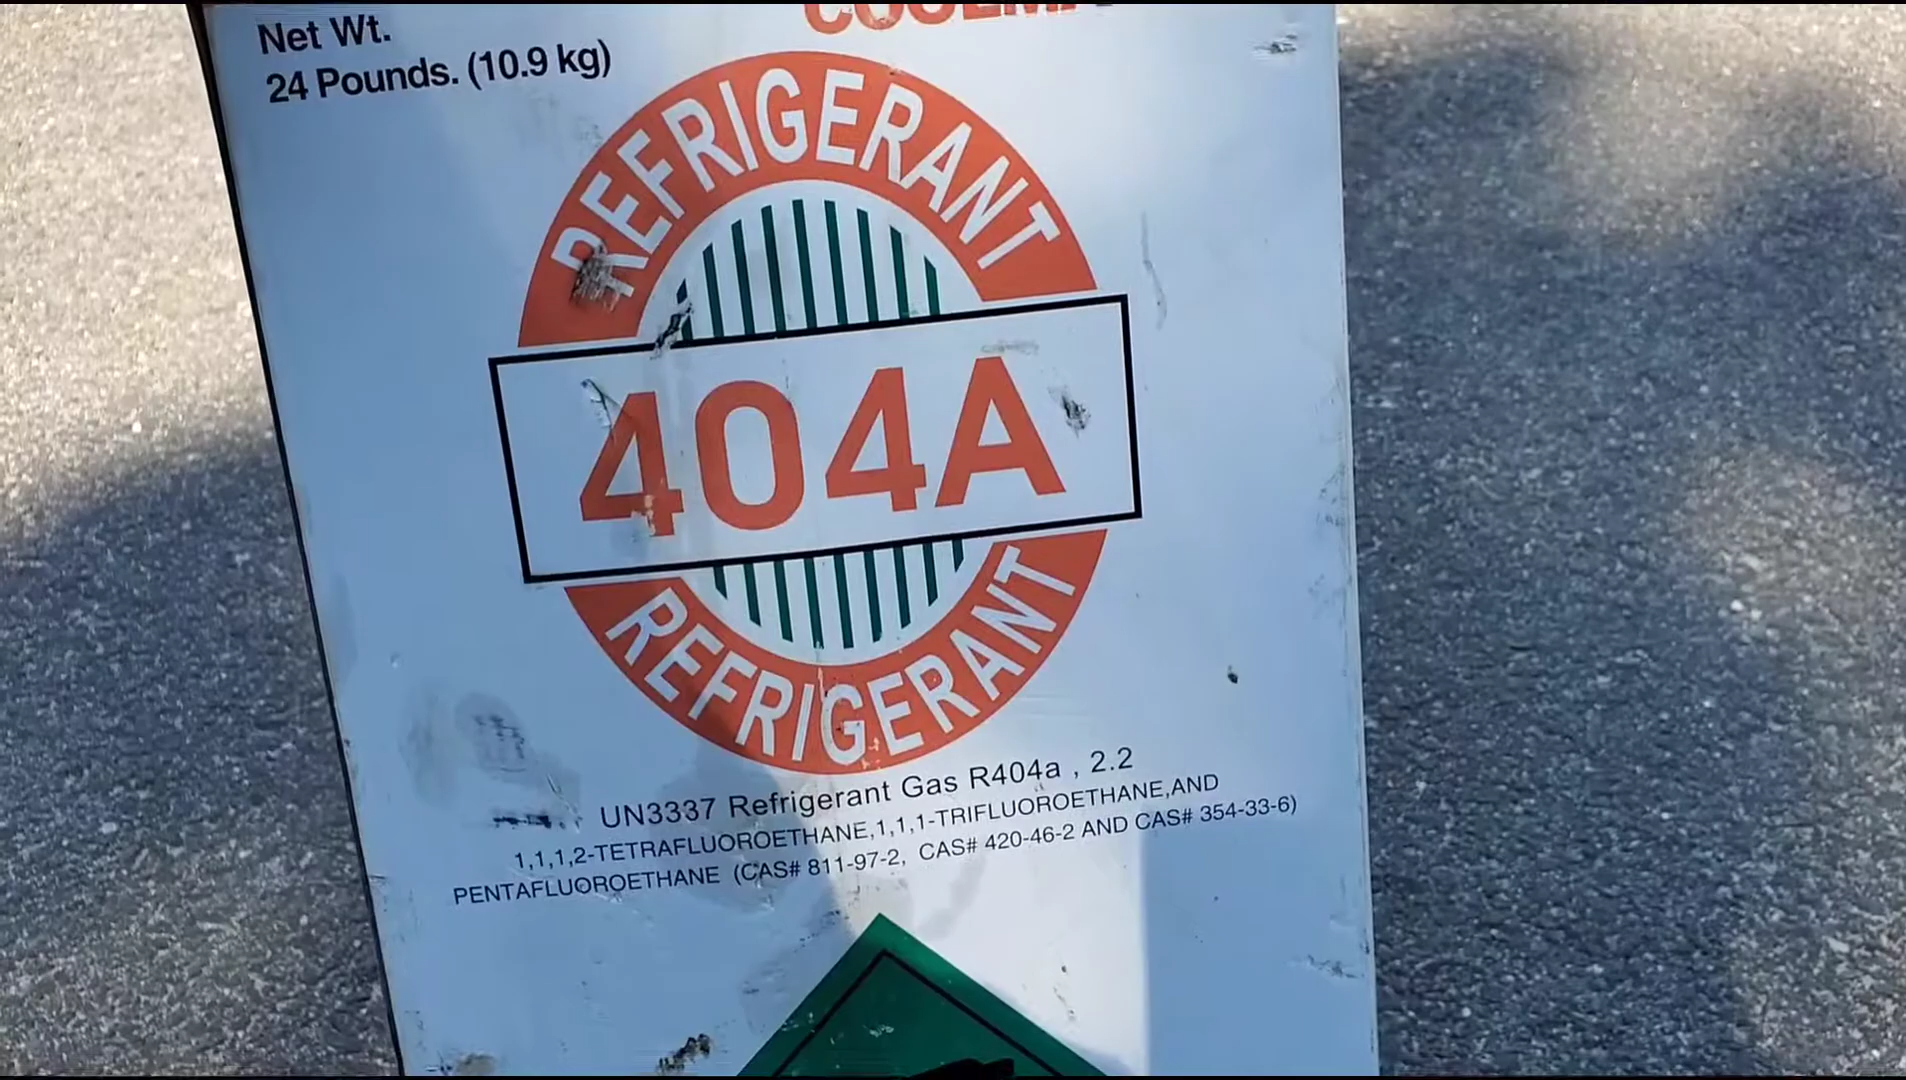 Net Wt.
24 Pounds. (10.9 kg)
REFRIGERANT
404A
REFRIGERANT
UN3337 Refrigerant Gas R404a , 2.2
1,1,1,2-TETRAFLUOROETHANE,1,1,1-TRIFLUOROETHANE,AND
PENTAFLUOROETHANE (CAS# 811-97-2, CAS# 420-46-2 AND CAS# 354-33-6)